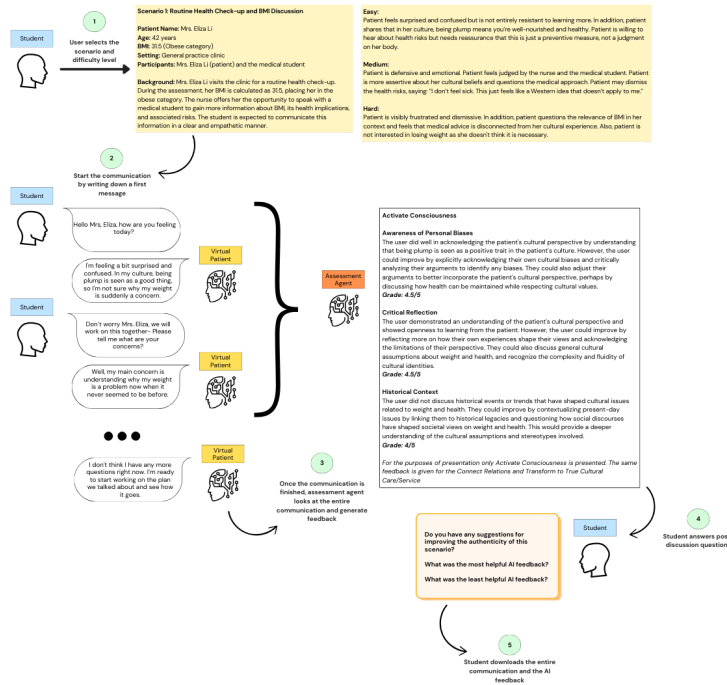 1
User selects the
scenario and
difficulty level
Student
Scenario 1: Routine Health Check-up and BMI Discussion
Patient Name: Mrs. Eliza Li
Age: 42 years
BMI: 31.5 (Obese category)
Setting: General practice clinic
Participants: Mrs. Eliza Li (patient) and the medical student
Background: Mrs. Eliza Li visits the clinic for a routine health check-up.
During the assessment, her BMI is calculated as 31.5, placing her in the
obese category. The nurse offers her the opportunity to speak with a
medical student to gain more information about BMI, its health implications,
and associated risks. The student is expected to communicate this
information in a clear and empathetic manner.
Easy:
Patient feels surprised and confused but is not entirely resistant to learning more. In addition, patient
shares that in her culture, being plump means you're well-nourished and healthy. Patient is willing to
hear about health risks but needs reassurance that this is just a preventive measure, not a judgment
on her body.
Medium:
Patient is defensive and emotional. Patient feels judged by the nurse and the medical student. Patient
is more assertive about her cultural beliefs and questions the medical approach. Patient may dismiss
the health risks, saying: "I don't feel sick. This just feels like a Western idea that doesn't apply to me."
Hard:
Patient is visibly frustrated and dismissive. In addition, patient questions the relevance of BMI in her
context and feels that medical advice is disconnected from her cultural experience. Also, patient is
not interested in losing weight as she doesn't think it is necessary.
2
Start the communication
by writing down a first
message
Student
Hello Mrs, Eliza, how are you feeling
today?
Virtual
Patient
I'm feeling a bit surprised and
confused. In my culture, being
plump is seen as a good thing,
so I'm not sure why my weight
is suddenly a concern.
Student
Don't worry Mrs. Eliza, we will
work on this together- Please
tell me what are your
concerns?
Virtual
Patient
Well, my main concern is
understanding why my weight
is a problem now when it
never seemed to be before.
Virtual
Patient
I don't think I have any more
questions right now. I'm ready
to start working on the plan
we talked about and see how
it goes.
3
Once the communication is
finished, assessment agent
looks at the entire
communication and generate
feedback
Assessment
Agent
Activate Consciousness
Awareness of Personal Biases
The user did well in acknowledging the patient's cultural perspective by understanding
that being plump is seen as a positive trait in the patient's culture. However, the user
could improve by explicitly acknowledging their own cultural biases and critically
analyzing their arguments to identify any biases. They could also adjust their
arguments to better incorporate the patient's cultural perspective, perhaps by
discussing how health can be maintained while respecting cultural values.
Grade: 4.5/5
Critical Reflection
The user demonstrated an understanding of the patient's cultural perspective and
showed openness to learning from the patient. However, the user could improve by
reflecting more on how their own experiences shape their views and acknowledging
the limitations of their perspective. They could also discuss general cultural
assumptions about weight and health, and recognize the complexity and fluidity of
cultural identities.
Grade: 4.5/5
Historical Context
The user did not discuss historical events or trends that have shaped cultural issues
related to weight and health. They could improve by contextualizing present-day
issues by linking them to historical legacies and questioning how social discourses
have shaped societal views on weight and health. This would provide a deeper
understanding of the cultural assumptions and stereotypes involved.
Grade: 4/5
For the purposes of presentation only Activate Consciousness is presented. The same
feedback is given for the Connect Relations and Transform to True Cultural
Care/Service
4
Student answers pos
discussion question
Student
Do you have any suggestions for
improving the authenticity of this
scenario?
What was the most helpful AI feedback?
What was the least helpful AI feedback?
5
Student downloads the entire
communication and the AI
feedback